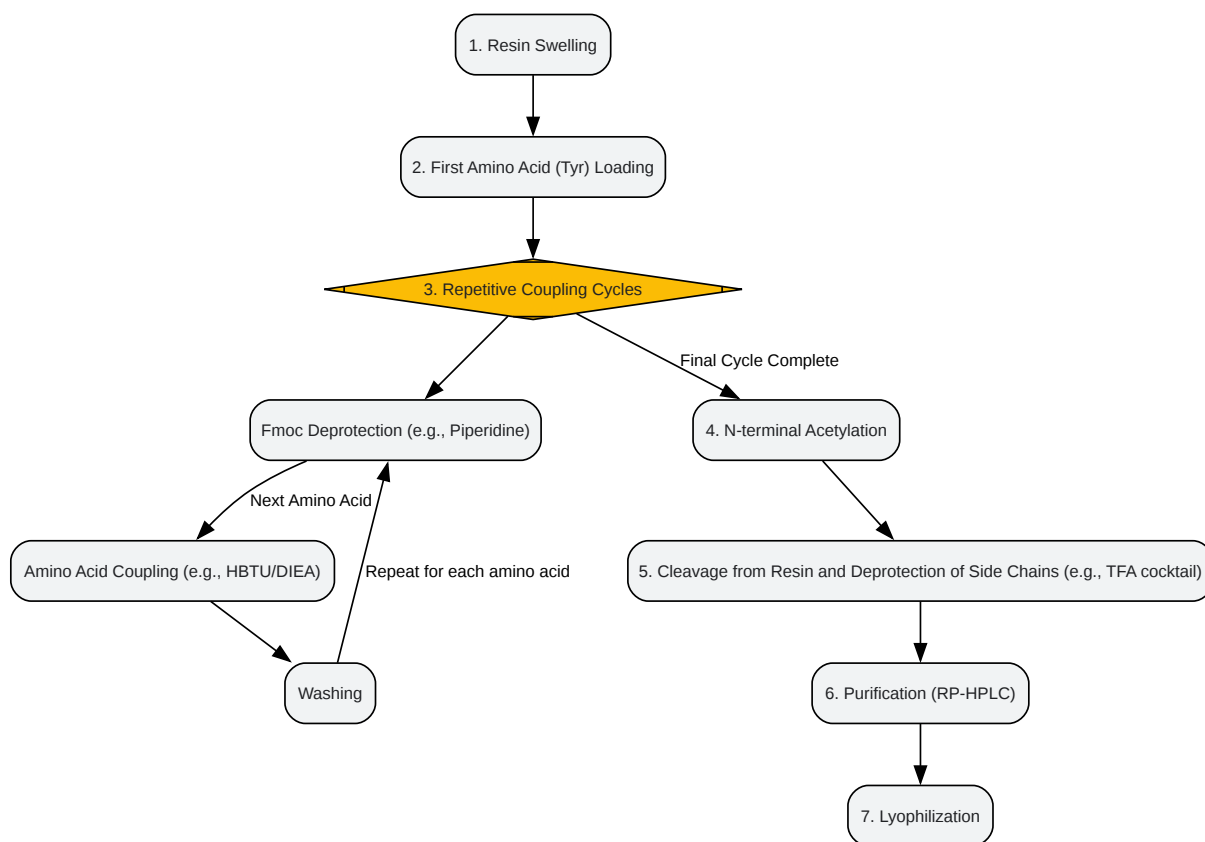 1. Resin Swelling
2. First Amino Acid (Tyr) Loading
3. Repetitive Coupling Cycles
Final Cycle Complete
Fmoc Deprotection (e.g., Piperidine)
4. N-terminal Acetylation
Next Amino Acid
Amino Acid Coupling (e.g., HBTU/DIEA)
Repeat for each amino acid
5. Cleavage from Resin and Deprotection of Side Chains (e.g., TFA cocktail)
Washing
6. Purification (RP-HPLC)
7. Lyophilization